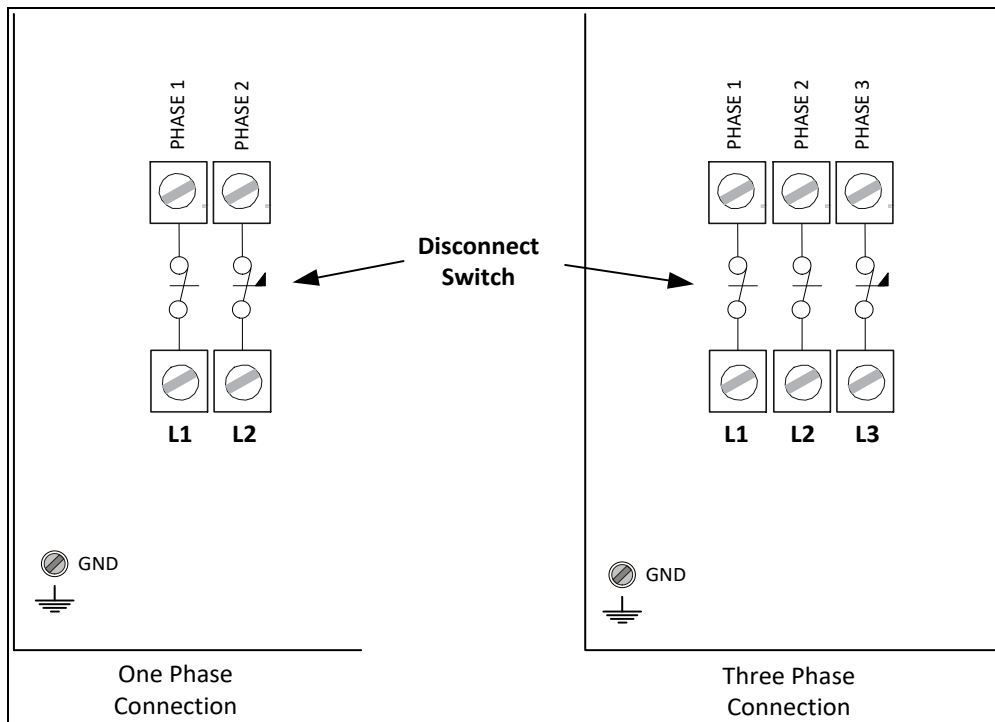 PHASE 1
PHASE 2
L1
L2
GND
One Phase
Connection
Disconnect
Switch
PHASE 1
PHASE 2
PHASE 3
L1
L2
L3
GND
Three Phase
Connection